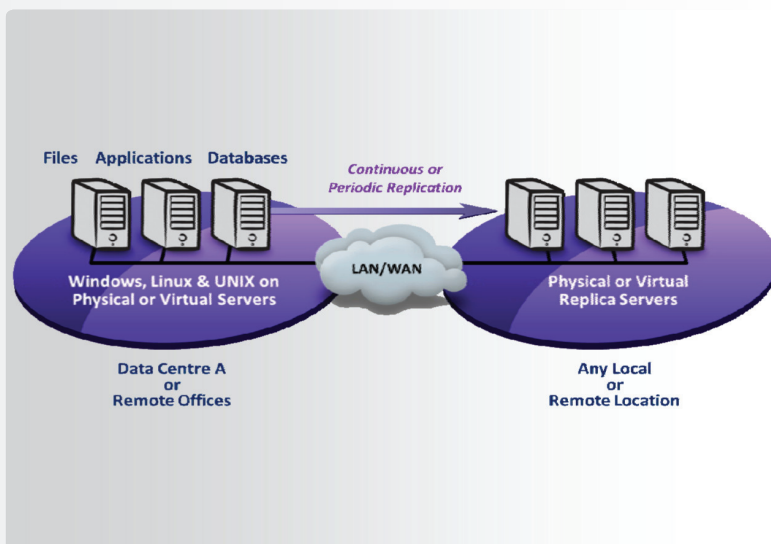 Files Applications Databases
Continuous or
Periodic Replication
LAN/WAN
Windows, Linux & UNIX on
Physical or Virtual Servers
Physical or Virtual
Replica Servers
Data Centre A
or
Remote Offices
Any Local
or
Remote Location